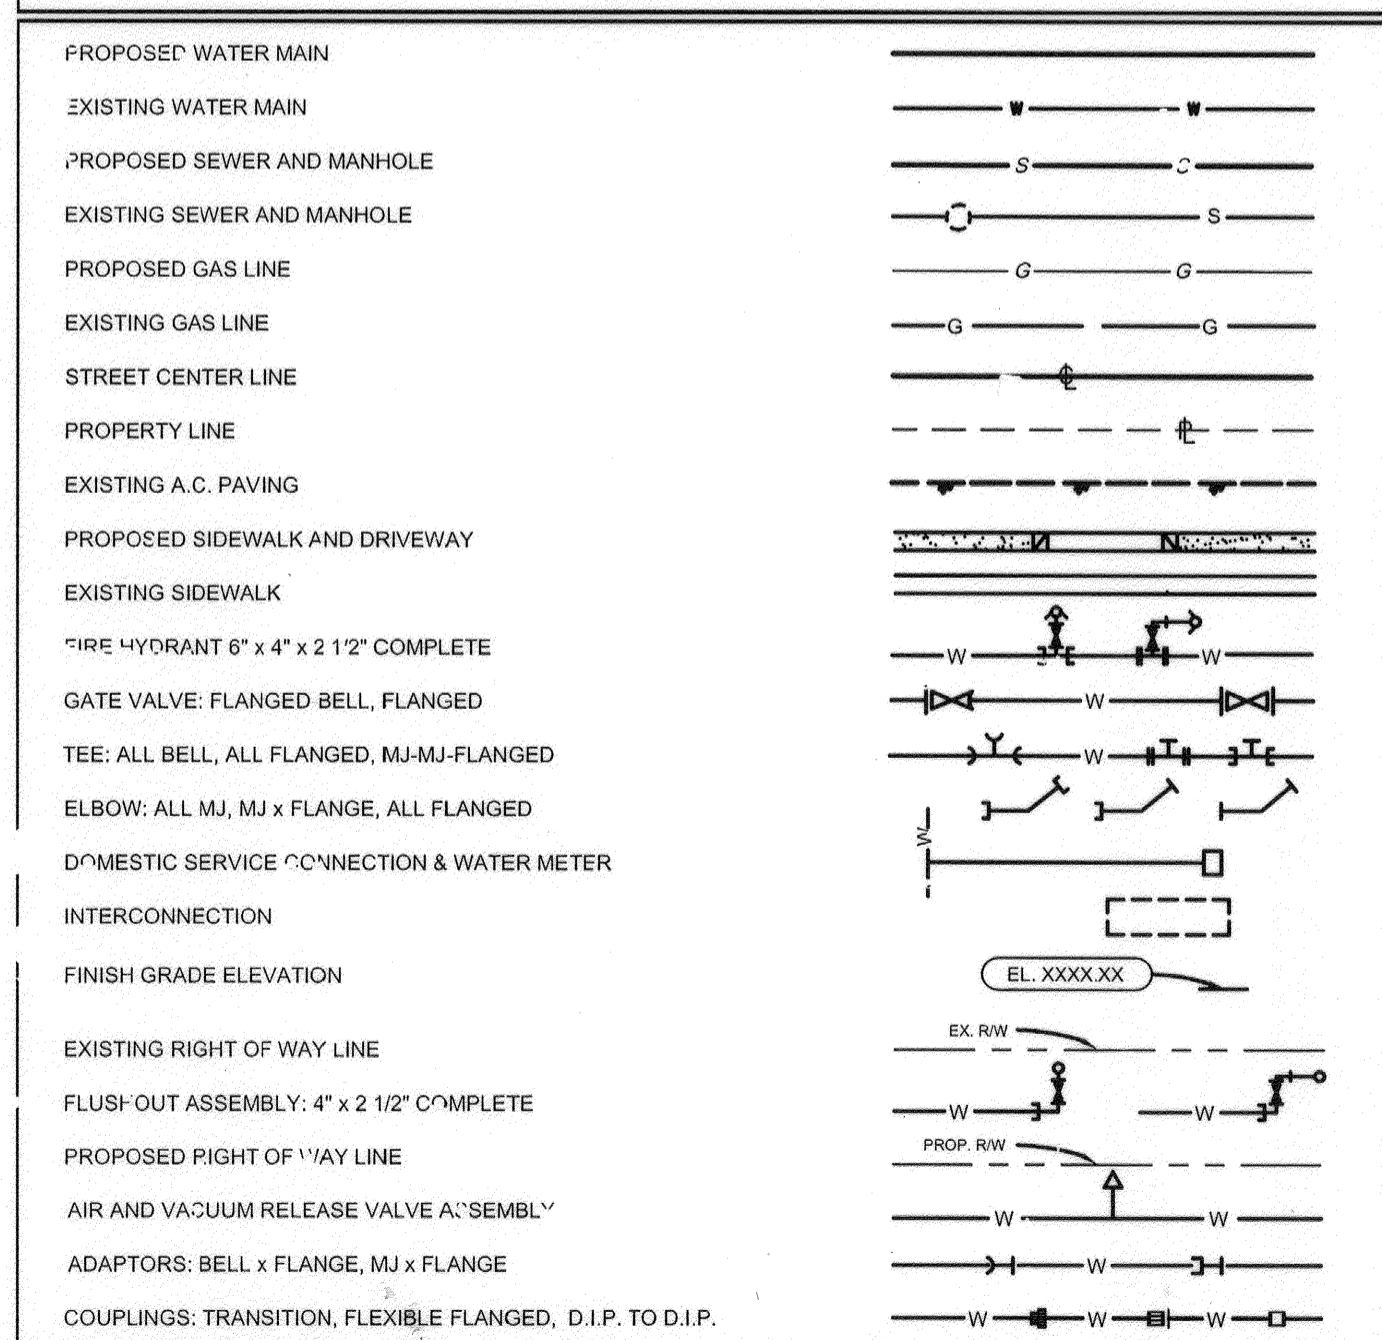 PROPOSED WATER MAIN
EXISTING WATER MAIN W W
PROPOSED SEWER AND MANHOLE S S
EXISTING SEWER AND MANHOLE S
PROPOSED GAS LINE G G
EXISTING GAS LINE G G
STREET CENTER LINE ℄
PROPERTY LINE ⅊
EXISTING A.C. PAVING
PROPOSED SIDEWALK AND DRIVEWAY
EXISTING SIDEWALK
FIRE HYDRANT 6" x 4" x 2 1/2" COMPLETE W W
GATE VALVE: FLANGED BELL, FLANGED W
TEE: ALL BELL, ALL FLANGED, MJ-MJ-FLANGED W
ELBOW: ALL MJ, MJ x FLANGE, ALL FLANGED
DOMESTIC SERVICE CONNECTION & WATER METER W
INTERCONNECTION
FINISH GRADE ELEVATION EL. XXXX.XX
EXISTING RIGHT OF WAY LINE EX. R/W
FLUSHOUT ASSEMBLY: 4" x 2 1/2" COMPLETE W W
PROPOSED RIGHT OF WAY LINE PROP. R/W
AIR AND VACUUM RELEASE VALVE ASSEMBLY W W
ADAPTORS: BELL x FLANGE, MJ x FLANGE W
COUPLINGS: TRANSITION, FLEXIBLE FLANGED, D.I.P. TO D.I.P. W W W